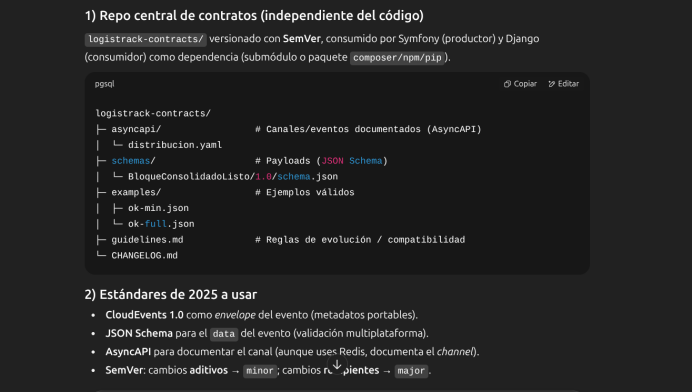 1) Repo central de contratos (independiente del código)
logistrack-contracts/ versionado con SemVer, consumido por Symfony (productor) y Django
(consumidor) como dependencia (submódulo o paquete composer/npm/pip).
pgsql Copiar Editar
logistrack-contracts/
├─ asyncapi/ # Canales/eventos documentados (AsyncAPI)
│ └─ distribucion.yaml
├─ schemas/ # Payloads (JSON Schema)
│ └─ BloqueConsolidadoListo/1.0/schema.json
├─ examples/ # Ejemplos válidos
│ ├─ ok-min.json
│ └─ ok-full.json
├─ guidelines.md # Reglas de evolución / compatibilidad
└─ CHANGELOG.md
2) Estándares de 2025 a usar
• CloudEvents 1.0 como envelope del evento (metadatos portables).
• JSON Schema para el data del evento (validación multiplataforma).
• AsyncAPI para documentar el canal (aunque uses Redis, documenta el channel).
• SemVer: cambios aditivos → minor; cambios → major.